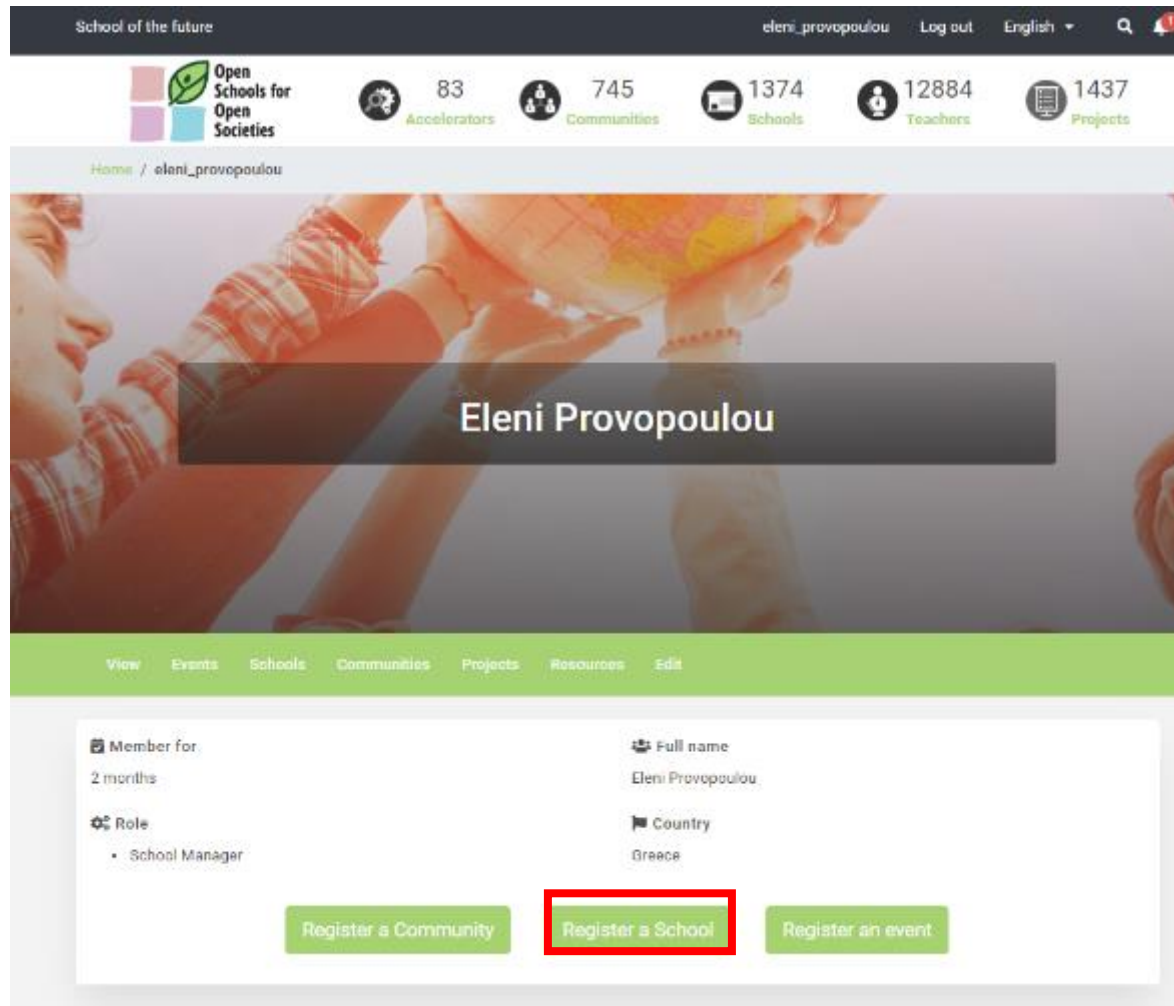 School of the future
eleni_provopoulou Log out English
Open
Schools for
Open
Societies
83
Accelerators
745
Communities
1374
Schools
12884
Teachers
1437
Projects
Home / eleni_provopoulou
Eleni Provopoulou
View Events Schools Communities Projects Resources Edit
Member for
2 months
Full name
Eleni Provopoulou
Role
• School Manager
Country
Greece
Register a Community Register a School Register an event